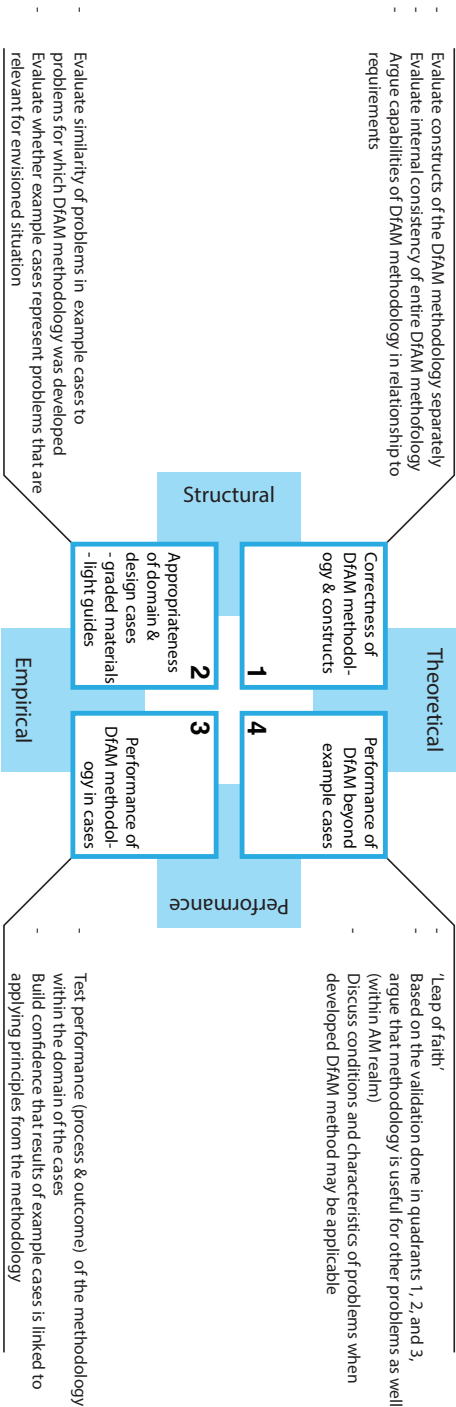 - Evaluate constructs of the DfAM methodology separately
- Evaluate internal consistency of entire DfAM methofology
- Argue capabilities of DfAM methodology in relationship to
requirements
Theoretical
- 'Leap of faith'
- Based on the validation done in quadrants 1, 2, and 3,
argue that methodology is useful for other problems as well
(within AM realm)
- Discuss conditions and characteristics of problems when
developed DfAM method may be applicable
Structural
Correctness of
DfAM methodol-
ogy & constructs
1
Performance of
DfAM beyond
example cases
4
Performance
Appropriateness
of domain &
design cases
- graded materials
- light guides
2
Performance of
DfAM methodol-
ogy in cases
3
Empirical
- Evaluate similarity of problems in example cases to
problems for which DfAM methodology was developed
- Evaluate whether example cases represent problems that are
relevant for envisioned situation
- Test performance (process & outcome) of the methodology
within the domain of the cases
- Build confidence that results of example cases is linked to
applying principles from the methodology